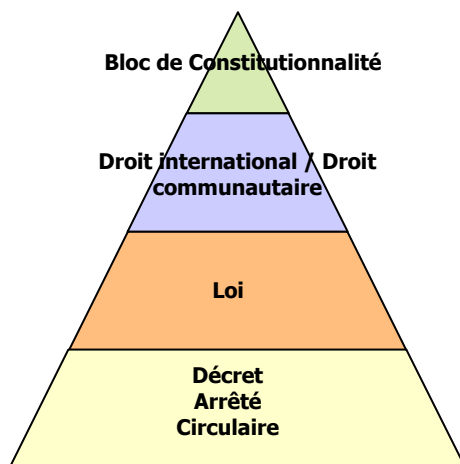 Bloc de Constitutionnalité
Droit international / Droit
communautaire
Loi
Décret
Arrêté
Circulaire